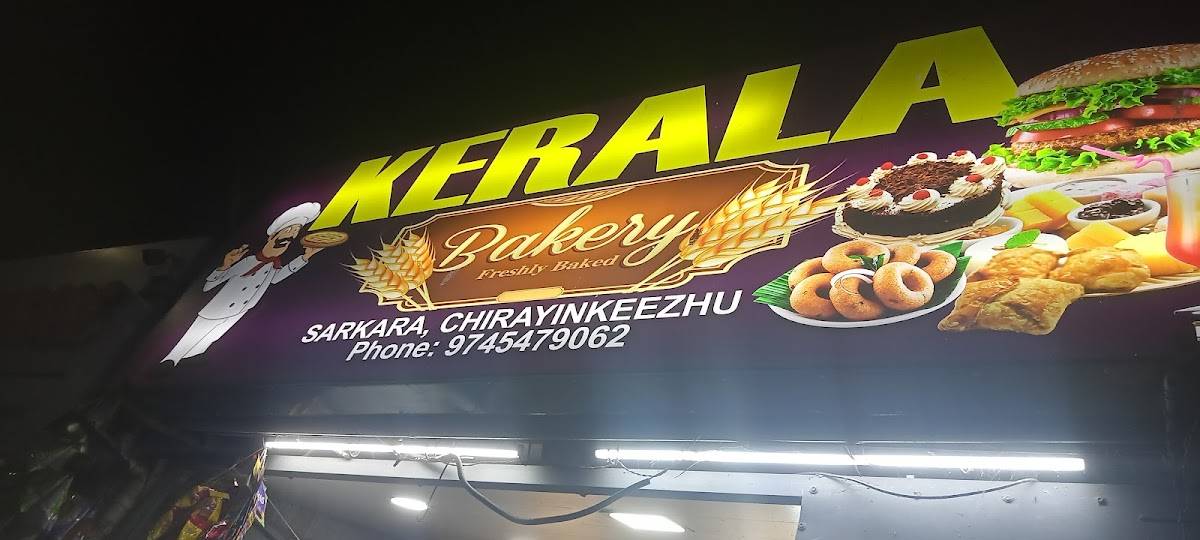 KERALA
Bakery
Freshly Baked
SARKARA, CHIRAYINKEEZHU
Phone: 9745479062